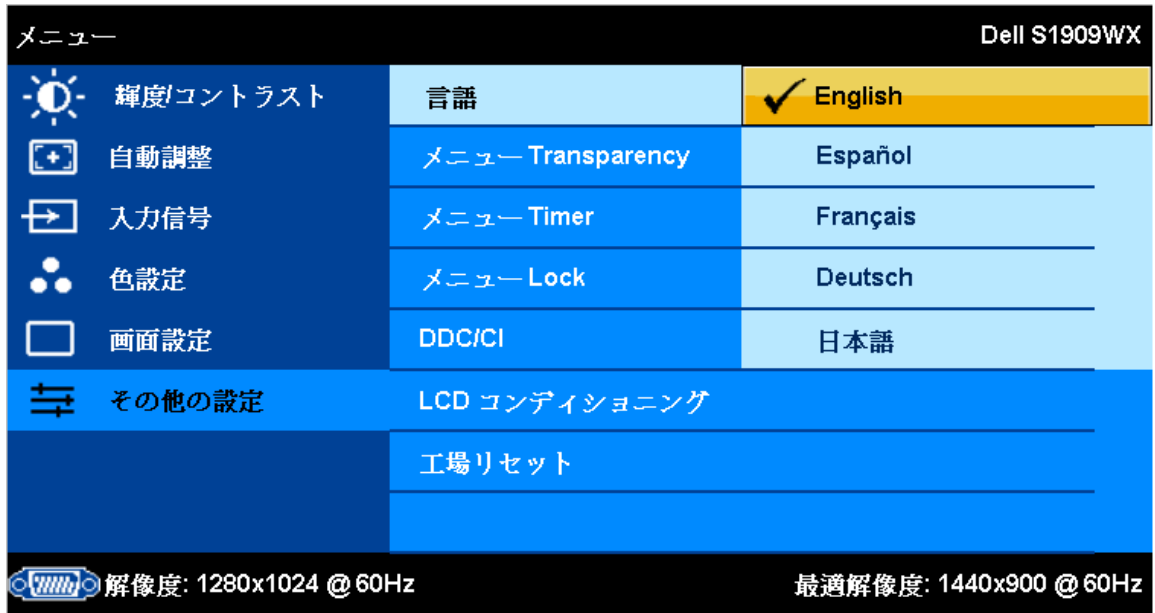 メニュー Dell S1909WX
輝度/コントラスト 言語 English
自動調整 メニュー Transparency Español
入力信号 メニュー Timer Français
色設定 メニュー Lock Deutsch
画面設定 DDC/CI 日本語
その他の設定 LCD コンディショニング
工場リセット
解像度: 1280x1024 @ 60Hz 最適解像度: 1440x900 @ 60Hz